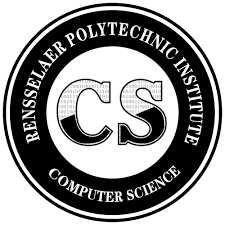 RENSSELAER POLYTECHNIC INSTITUTE
CS
COMPUTER SCIENCE